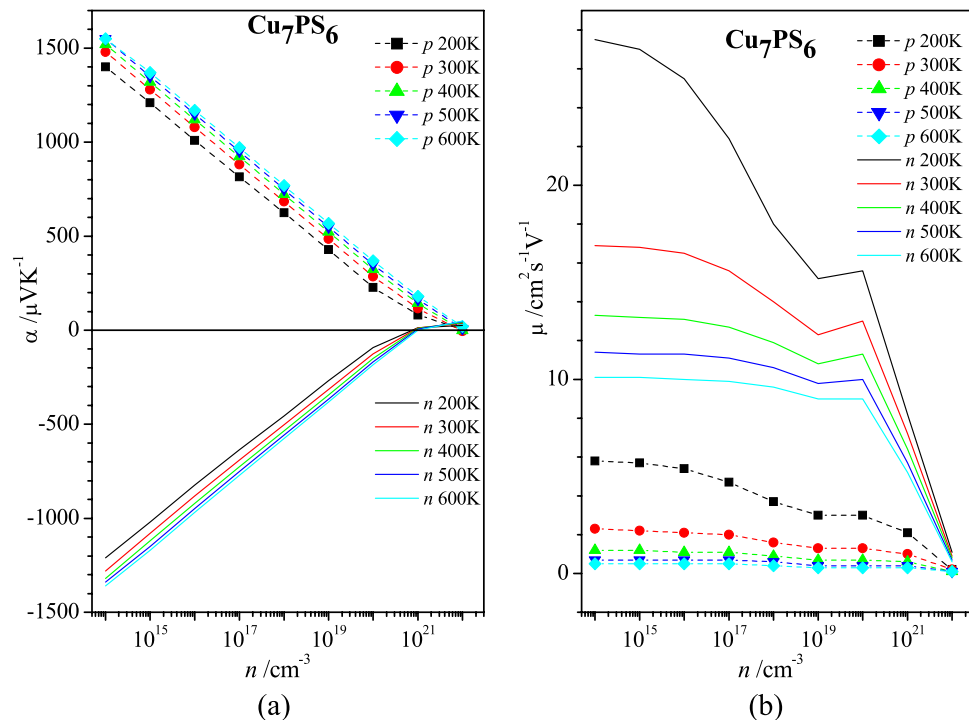 Cu7PS6
p 200K
p 300K
p 400K
p 500K
p 600K
1500
1000
500
0
-500
-1000
-1500
α /μVK-1
n 200K
n 300K
n 400K
n 500K
n 600K
10^15
10^17
10^19
10^21
n /cm-3
(a)
Cu7PS6
p 200K
p 300K
p 400K
p 500K
p 600K
n 200K
n 300K
n 400K
n 500K
n 600K
20
10
0
μ /cm2s-1V-1
10^15
10^17
10^19
10^21
n /cm-3
(b)